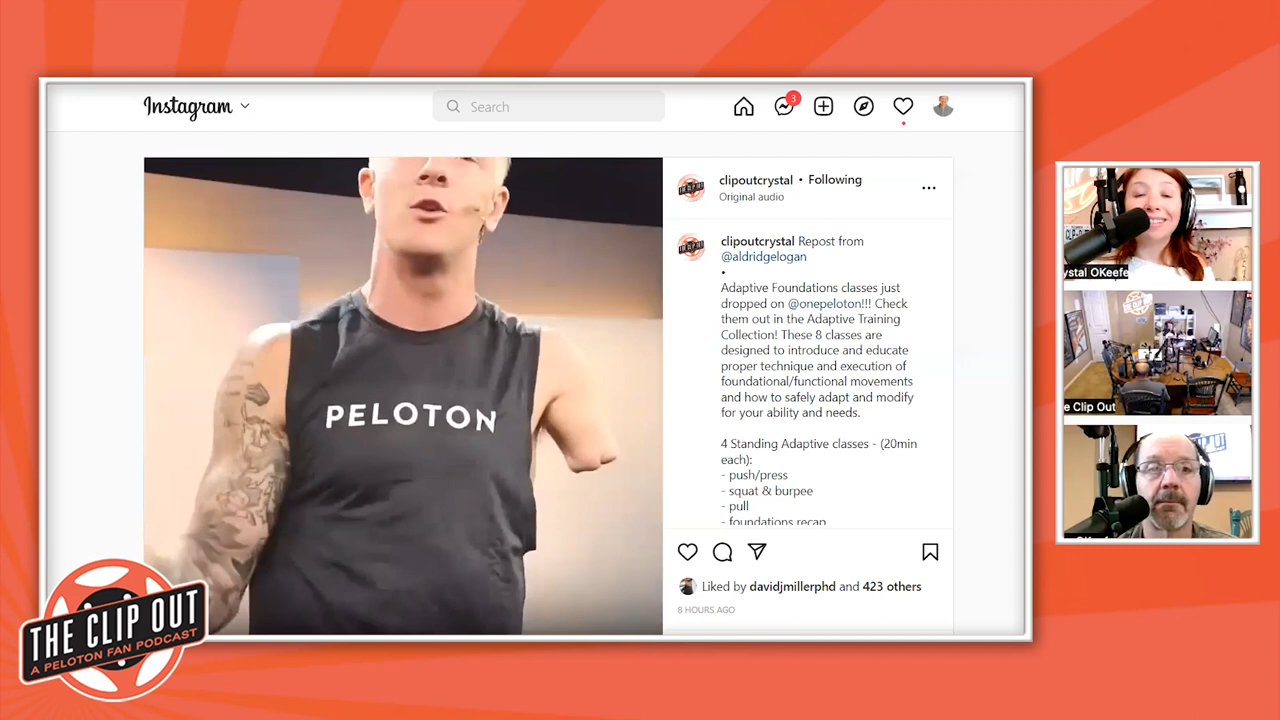 Instagram
Search
3
PELOTON
clipoutcrystal • Following
Original audio
clipoutcrystal Repost from
@aldridgelogan
•
Adaptive Foundations classes just
dropped on @onepeloton!!! Check
them out in the Adaptive Training
Collection! These 8 classes are
designed to introduce and educate
proper technique and execution of
foundational/functional movements
and how to safely adapt and modify
for your ability and needs.
4 Standing Adaptive classes - (20min
each):
- push/press
- squat & burpee
- pull
- foundations recap
Liked by davidjmillerphd and 423 others
8 HOURS AGO
ystal OKeefe
e Clip Out
THE CLIP OUT
A PELOTON FAN PODCAST